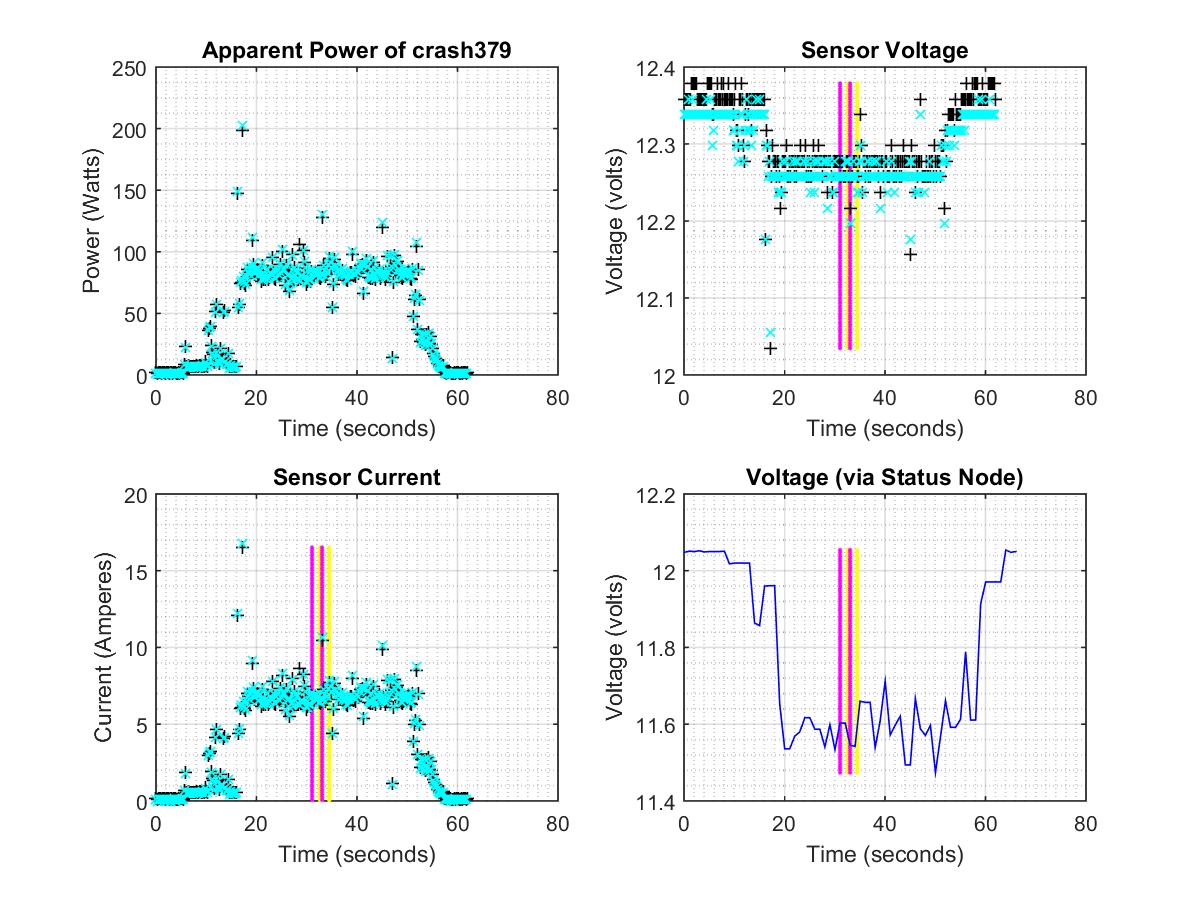 Apparent Power of crash379
250
200
150
100
50
0
Power (Watts)
0 20 40 60 80
Time (seconds)
Sensor Voltage
12.4
12.3
12.2
12.1
12
Voltage (volts)
0 20 40 60 80
Time (seconds)
Sensor Current
20
15
10
5
0
Current (Amperes)
0 20 40 60 80
Time (seconds)
Voltage (via Status Node)
12.2
12
11.8
11.6
11.4
Voltage (volts)
0 20 40 60 80
Time (seconds)